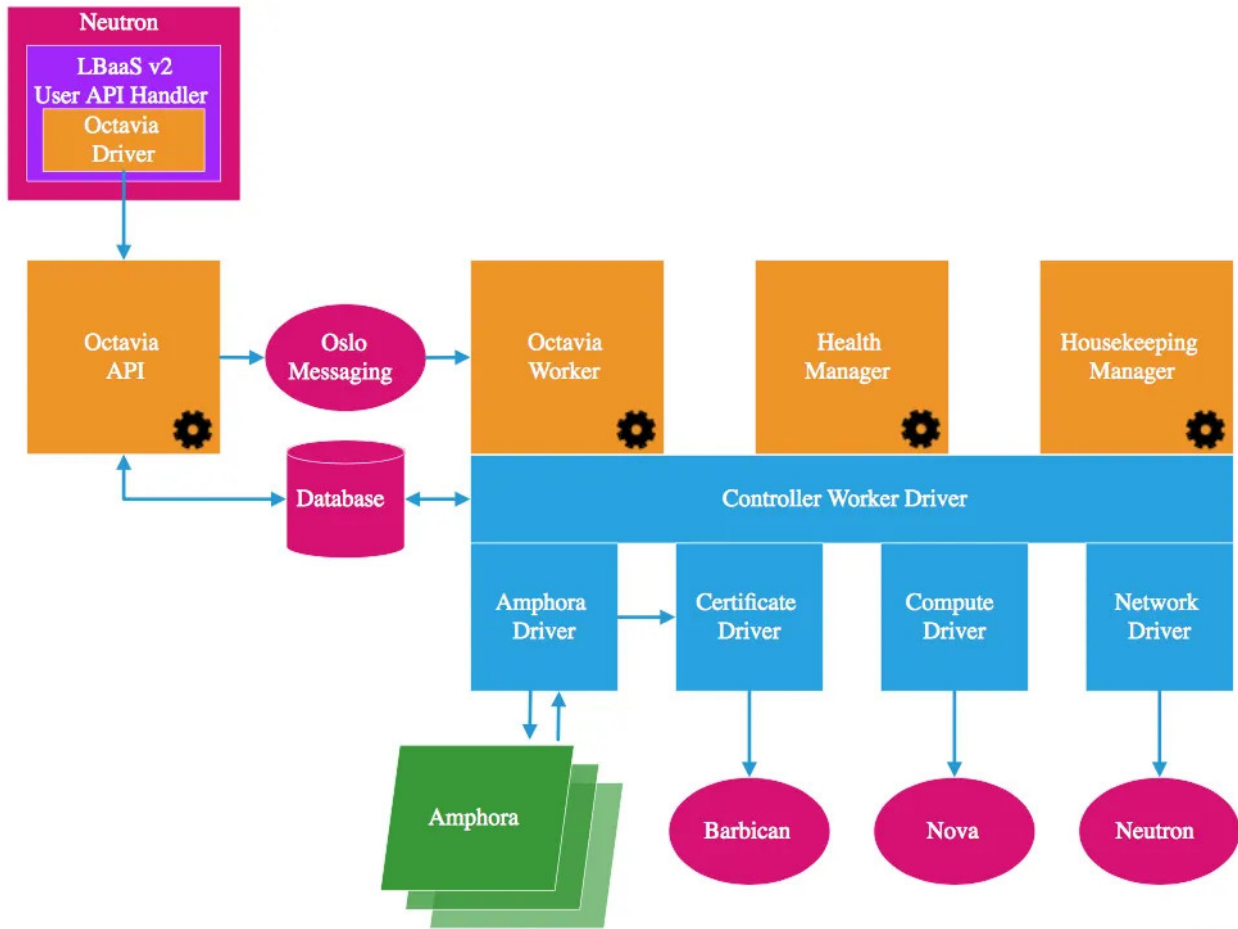 Neutron
LBaaS v2
User API Handler
Octavia
Driver
Octavia
API
Oslo
Messaging
Octavia
Worker
Health
Manager
Housekeeping
Manager
Database
Controller Worker Driver
Amphora
Driver
Certificate
Driver
Compute
Driver
Network
Driver
Amphora
Barbican
Nova
Neutron